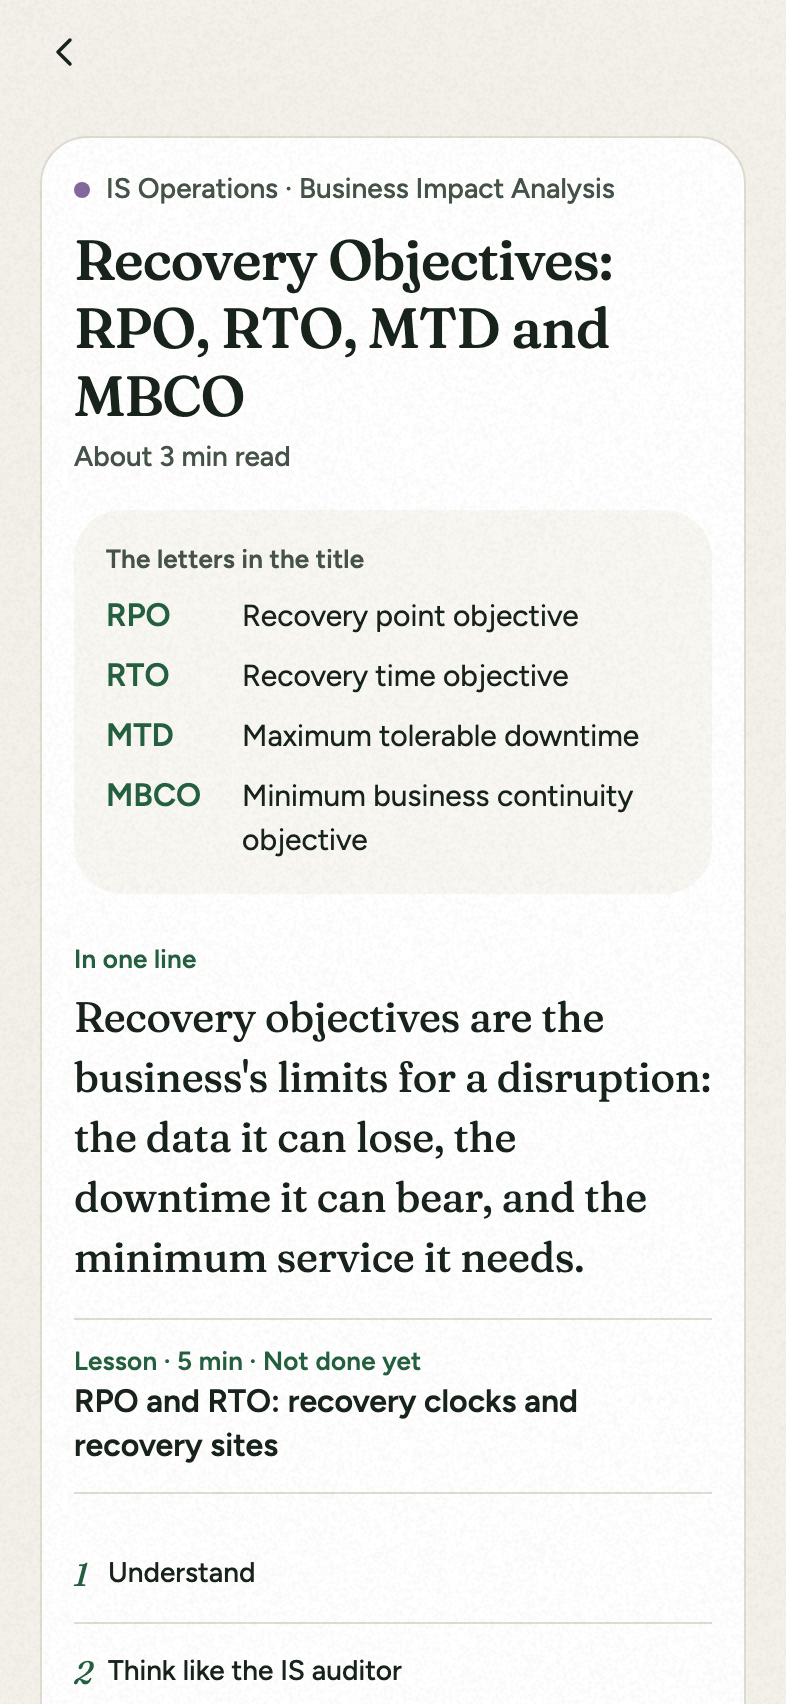 IS Operations · Business Impact Analysis
Recovery Objectives:
RPO, RTO, MTD and
MBCO
About 3 min read
The letters in the title
RPO Recovery point objective
RTO Recovery time objective
MTD Maximum tolerable downtime
MBCO Minimum business continuity
objective
In one line
Recovery objectives are the
business's limits for a disruption:
the data it can lose, the
downtime it can bear, and the
minimum service it needs.
Lesson · 5 min · Not done yet
RPO and RTO: recovery clocks and
recovery sites
1 Understand
2 Think like the IS auditor